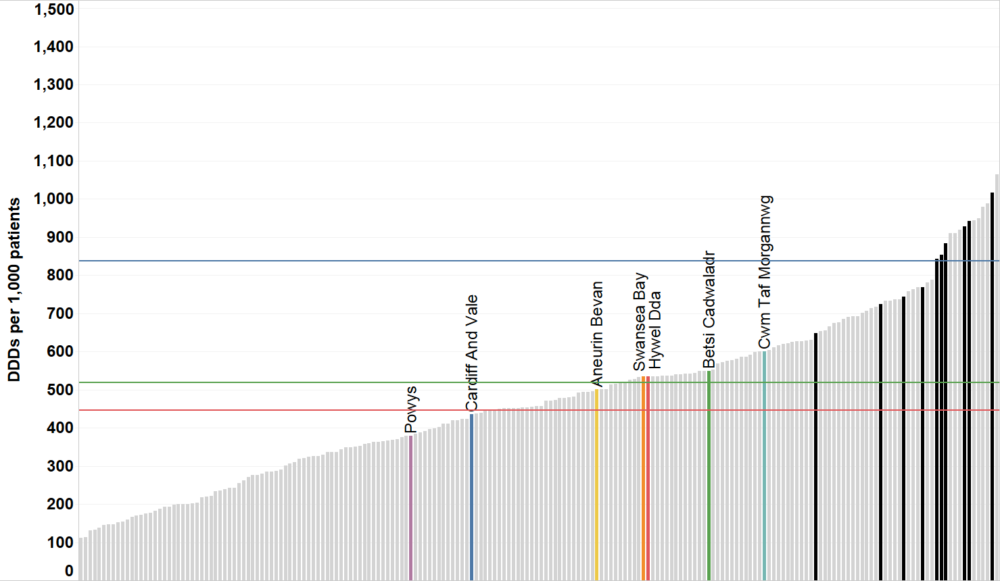 1,500
1,400
1,300
1,200
1,100
1,000
900
800
700
600
500
400
300
200
100
0
DDDs per 1,000 patients
Powys
Cardiff And Vale
Aneurin Bevan
Swansea Bay
Hywel Dda
Betsi Cadwaladr
Cwm Taf Morgannwg